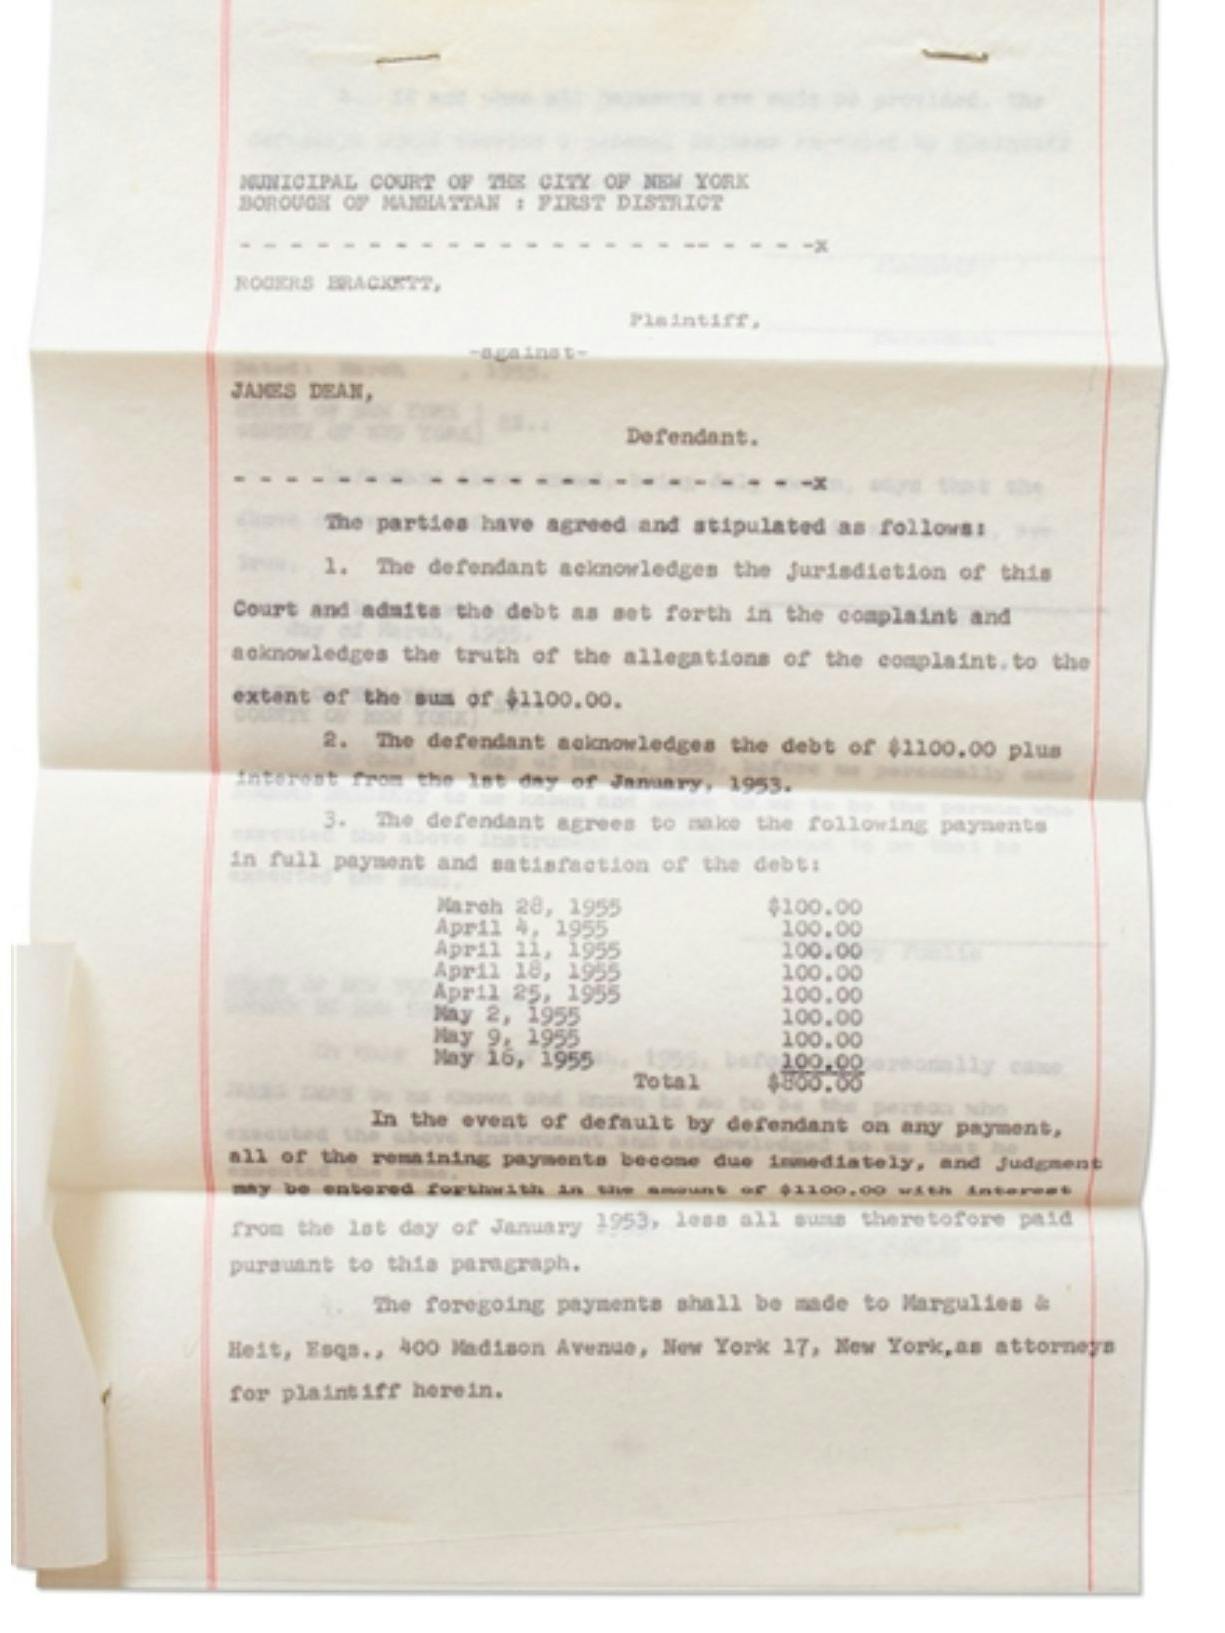 MUNICIPAL COURT OF THE CITY OF NEW YORK
BOROUGH OF MANHATTAN : FIRST DISTRICT
- - - - - - - - - - - - - - - - - -- - - - -x
ROGERS BRACKETT,
Plaintiff,
-against-
JAMES DEAN,
Defendant.
- - - - - - - - - - - - - - - - - - - - - -x
The parties have agreed and stipulated as follows:
1. The defendant acknowledges the jurisdiction of this
Court and admits the debt as set forth in the complaint and
acknowledges the truth of the allegations of the complaint.to the
extent of the sum of $1100.00.
2. The defendant acknowledges the debt of $1100.00 plus
interest from the 1st day of January, 1953.
3. The defendant agrees to make the following payments
in full payment and satisfaction of the debt:
March 28, 1955 $100.00
April 4, 1955 100.00
April 11, 1955 100.00
April 18, 1955 100.00
April 25, 1955 100.00
May 2, 1955 100.00
May 9, 1955 100.00
May 16, 1955 100.00
Total $800.00
In the event of default by defendant on any payment,
all of the remaining payments become due immediately, and judgment
may be entered forthwith in the amount of $1100.00 with interest
from the 1st day of January 1953, less all sums theretofore paid
pursuant to this paragraph.
4. The foregoing payments shall be made to Margulies &
Heit, Esqs., 400 Madison Avenue, New York 17, New York,as attorneys
for plaintiff herein.